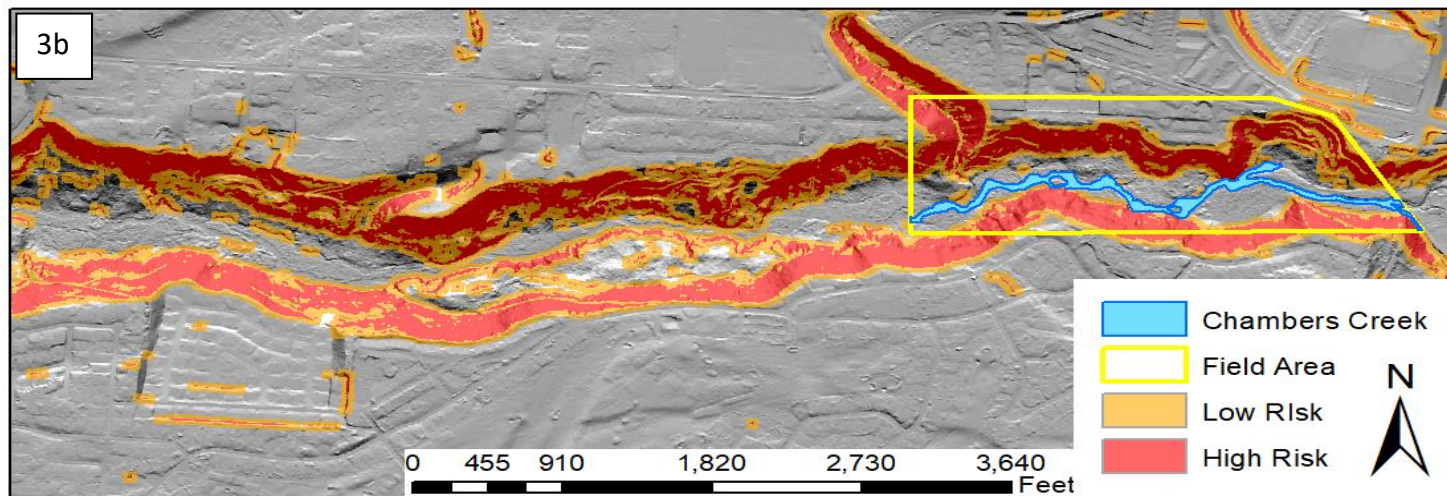 3b
Chambers Creek
Field Area
Low RIsk
High Risk
N
0 455 910 1,820 2,730 3,640
Feet